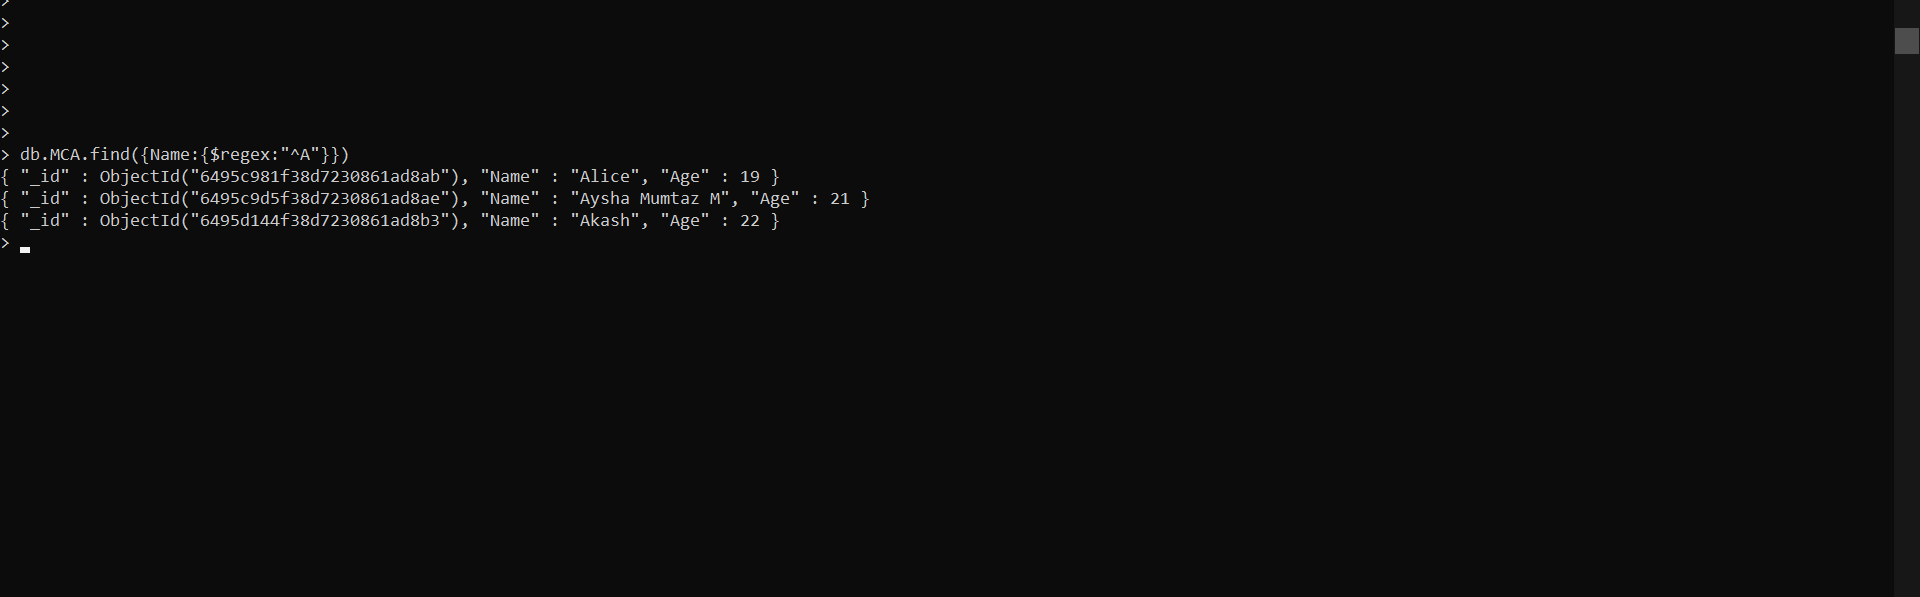 >
>
>
>
>
>
>
> db.MCA.find({Name:{$regex:"^A"}})
{ "_id" : ObjectId("6495c981f38d7230861ad8ab"), "Name" : "Alice", "Age" : 19 }
{ "_id" : ObjectId("6495c9d5f38d7230861ad8ae"), "Name" : "Aysha Mumtaz M", "Age" : 21 }
{ "_id" : ObjectId("6495d144f38d7230861ad8b3"), "Name" : "Akash", "Age" : 22 }
>